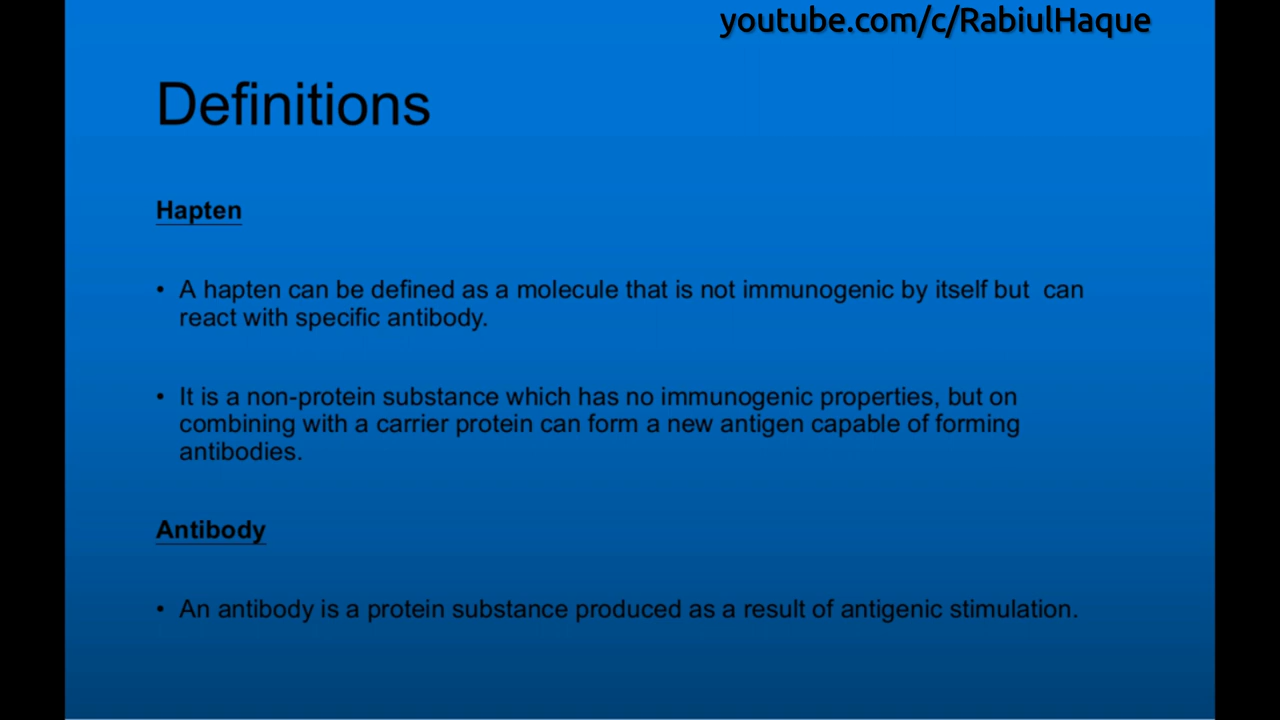 youtube.com/c/RabiulHaque
Definitions
Hapten
• A hapten can be defined as a molecule that is not immunogenic by itself but can
react with specific antibody.
• It is a non-protein substance which has no immunogenic properties, but on
combining with a carrier protein can form a new antigen capable of forming
antibodies.
Antibody
• An antibody is a protein substance produced as a result of antigenic stimulation.